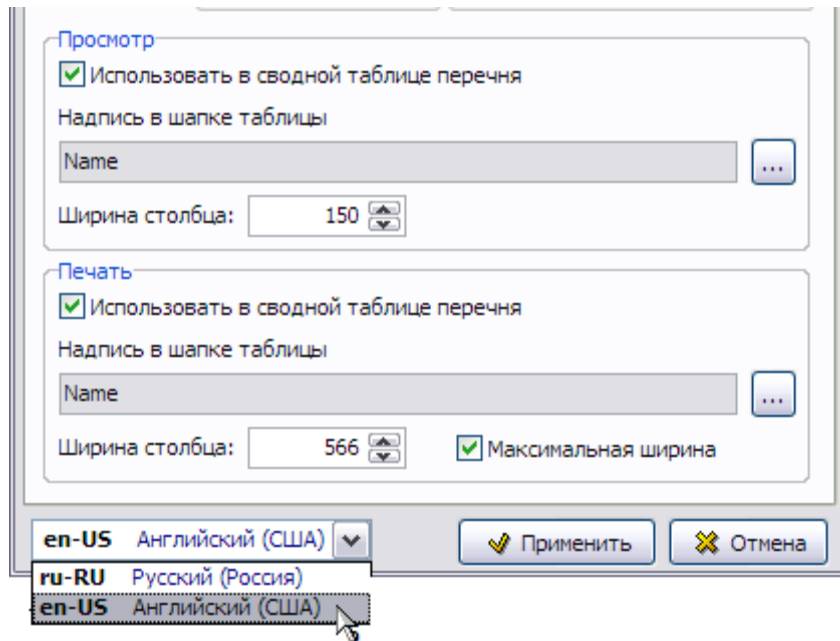 Просмотр
Использовать в сводной таблице перечня
Надпись в шапке таблицы
Name
...
Ширина столбца: 150
Печать
Использовать в сводной таблице перечня
Надпись в шапке таблицы
Name
...
Ширина столбца: 566 Максимальная ширина
en-US Английский (США) Применить Отмена
ru-RU Русский (Россия)
en-US Английский (США)